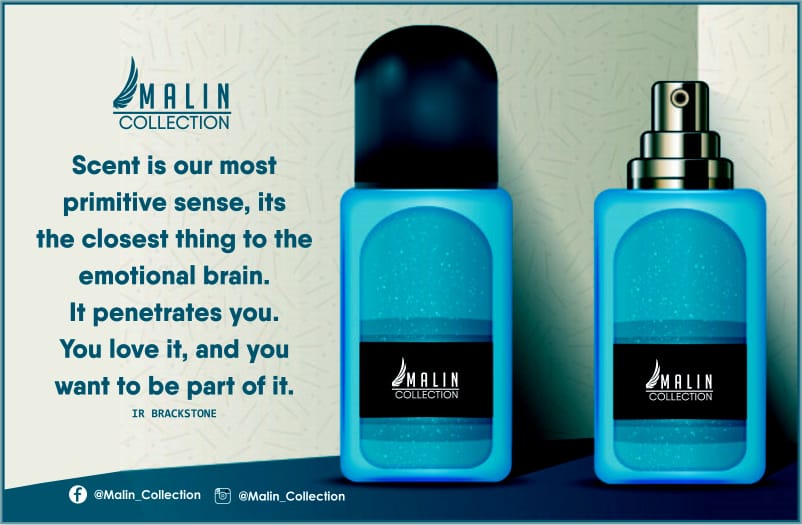 MALIN
COLLECTION
Scent is our most
primitive sense, its
the closest thing to the
emotional brain.
It penetrates you.
You love it, and you
want to be part of it.
IR BRACKSTONE
@Malin_Collection @Malin_Collection
MALIN
COLLECTION
MALIN
COLLECTION